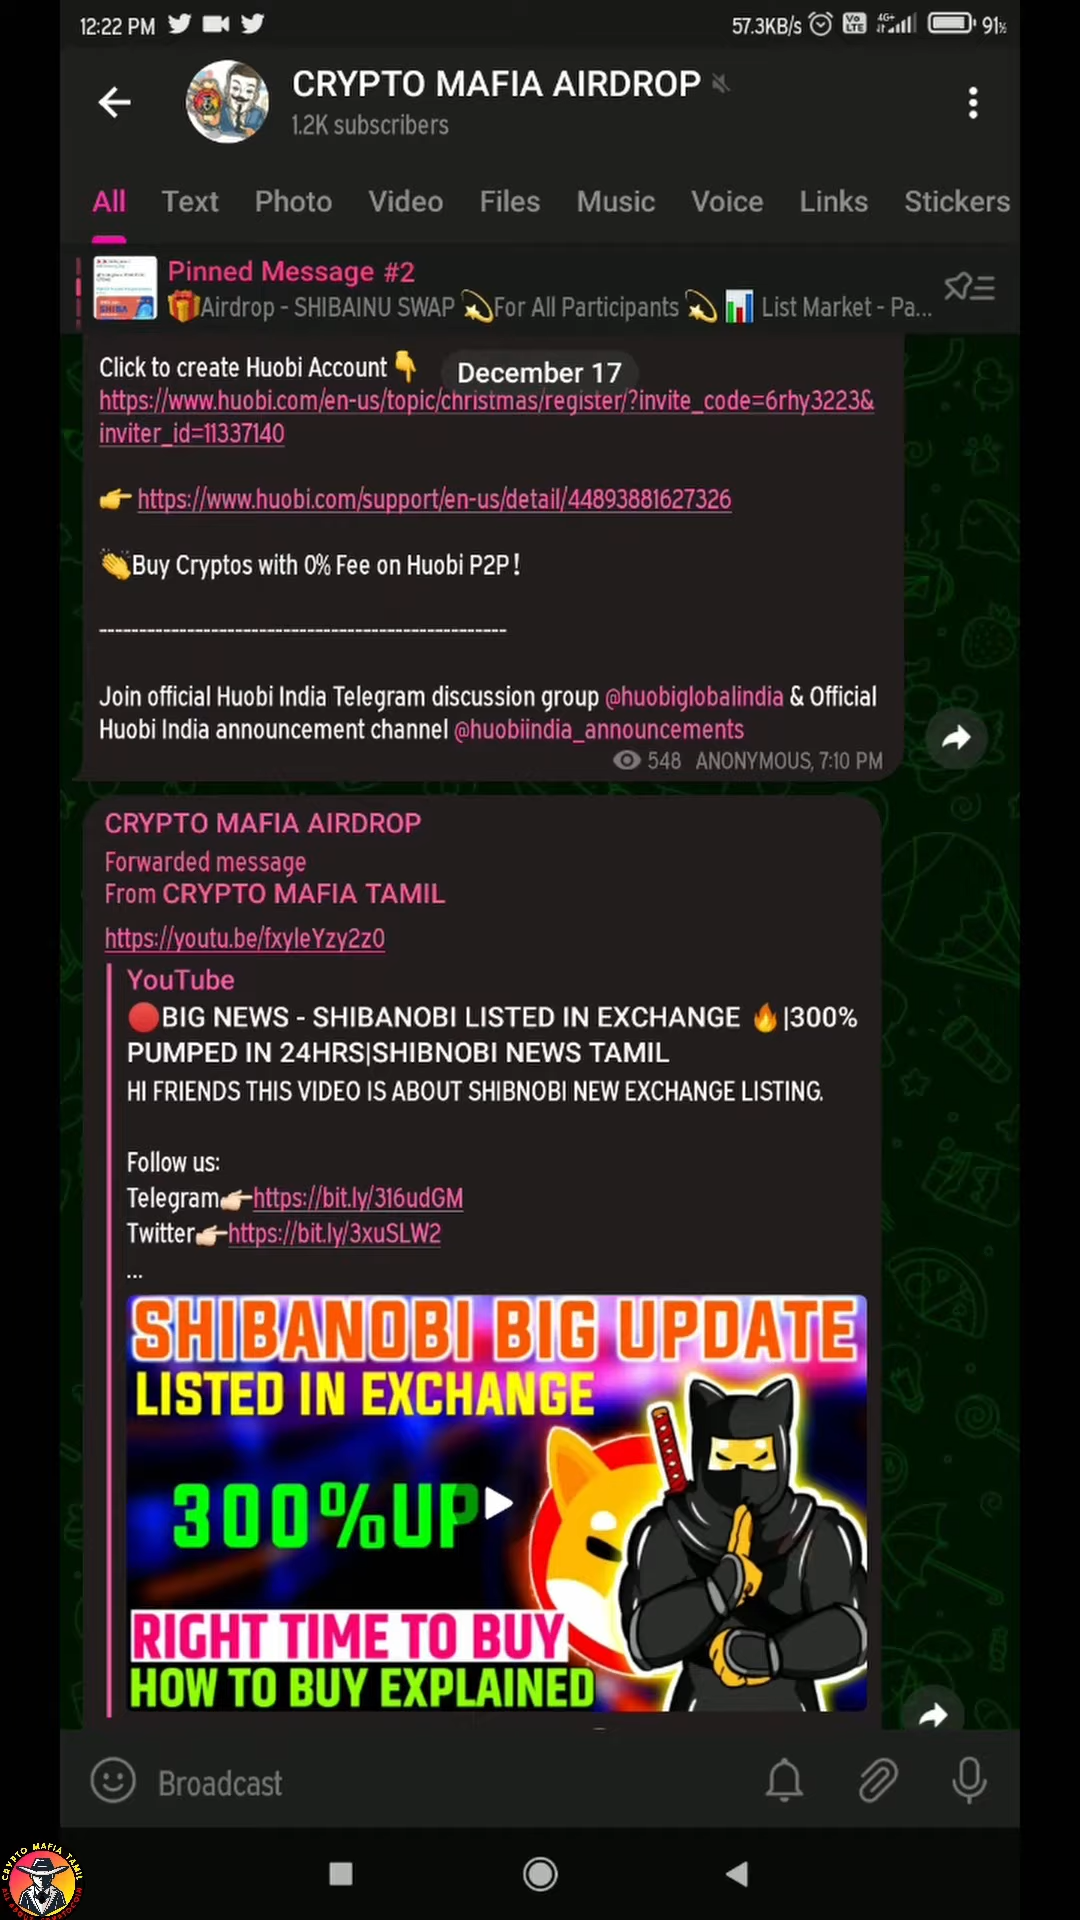 12:22 PM 57.3KB/s Vo LTE 4G+ 91%
CRYPTO MAFIA AIRDROP
1.2K subscribers
All Text Photo Video Files Music Voice Links Stickers
Pinned Message #2
🎁Airdrop - SHIBAINU SWAP 💫For All Participants 💫 📊 List Market - Pa...
Click to create Huobi Account 👇
December 17
https://www.huobi.com/en-us/topic/christmas/register/?invite_code=6rhy3223&
inviter_id=11337140
👉 https://www.huobi.com/support/en-us/detail/44893881627326
👏Buy Cryptos with 0% Fee on Huobi P2P!
---------------------------------------------------
Join official Huobi India Telegram discussion group @huobiglobalindia & Official
Huobi India announcement channel @huobiindia_announcements
548 ANONYMOUS, 7:10 PM
CRYPTO MAFIA AIRDROP
Forwarded message
From CRYPTO MAFIA TAMIL
https://youtu.be/fxyleYzy2z0
YouTube
🔴BIG NEWS - SHIBANOBI LISTED IN EXCHANGE 🔥|300%
PUMPED IN 24HRS|SHIBNOBI NEWS TAMIL
HI FRIENDS THIS VIDEO IS ABOUT SHIBNOBI NEW EXCHANGE LISTING.
Follow us:
Telegram👉🏻https://bit.ly/316udGM
Twitter👉🏻https://bit.ly/3xuSLW2
...
SHIBANOBI BIG UPDATE
LISTED IN EXCHANGE
300%UP
RIGHT TIME TO BUY
HOW TO BUY EXPLAINED
Broadcast
CRYPTO MAFIA TAMIL